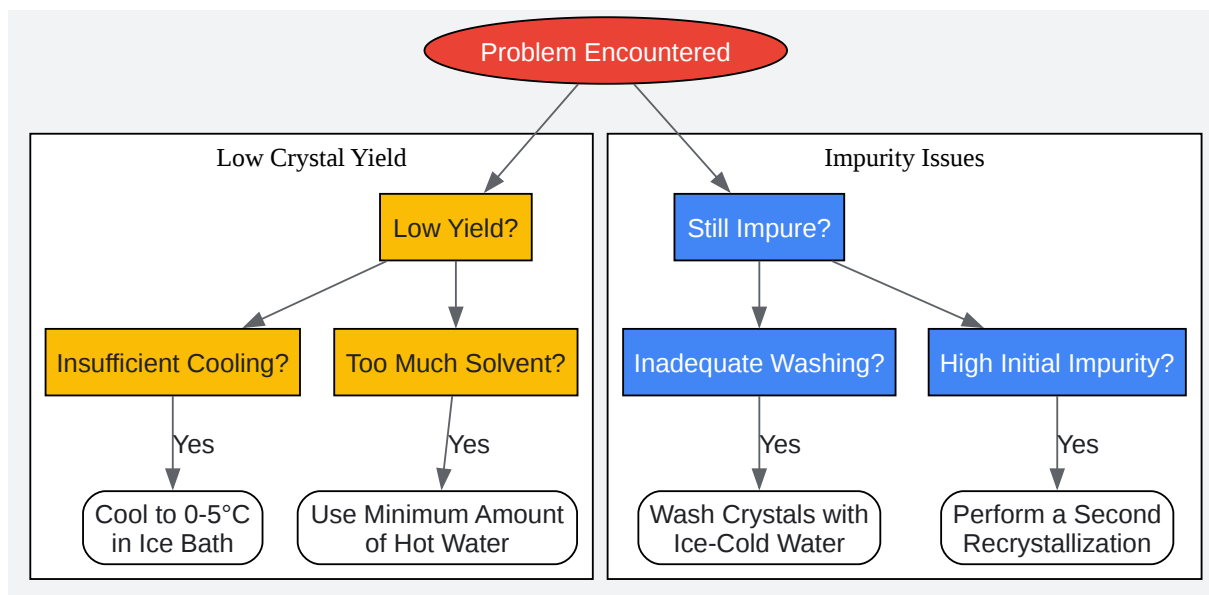 Problem Encountered
Low Crystal Yield
Impurity Issues
Low Yield?
Still Impure?
Insufficient Cooling?
Too Much Solvent?
Inadequate Washing?
High Initial Impurity?
Yes
Yes
Yes
Yes
Cool to 0-5°C
in Ice Bath
Use Minimum Amount
of Hot Water
Wash Crystals with
Ice-Cold Water
Perform a Second
Recrystallization